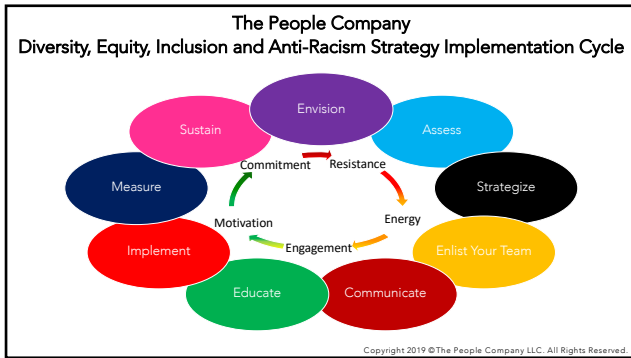 The People Company
Diversity, Equity, Inclusion and Anti-Racism Strategy Implementation Cycle
Envision
Sustain
Assess
Commitment
Resistance
Measure
Strategize
Motivation
Energy
Engagement
Implement
Enlist Your Team
Educate
Communicate
Copyright 2019 ©The People Company LLC. All Rights Reserved.